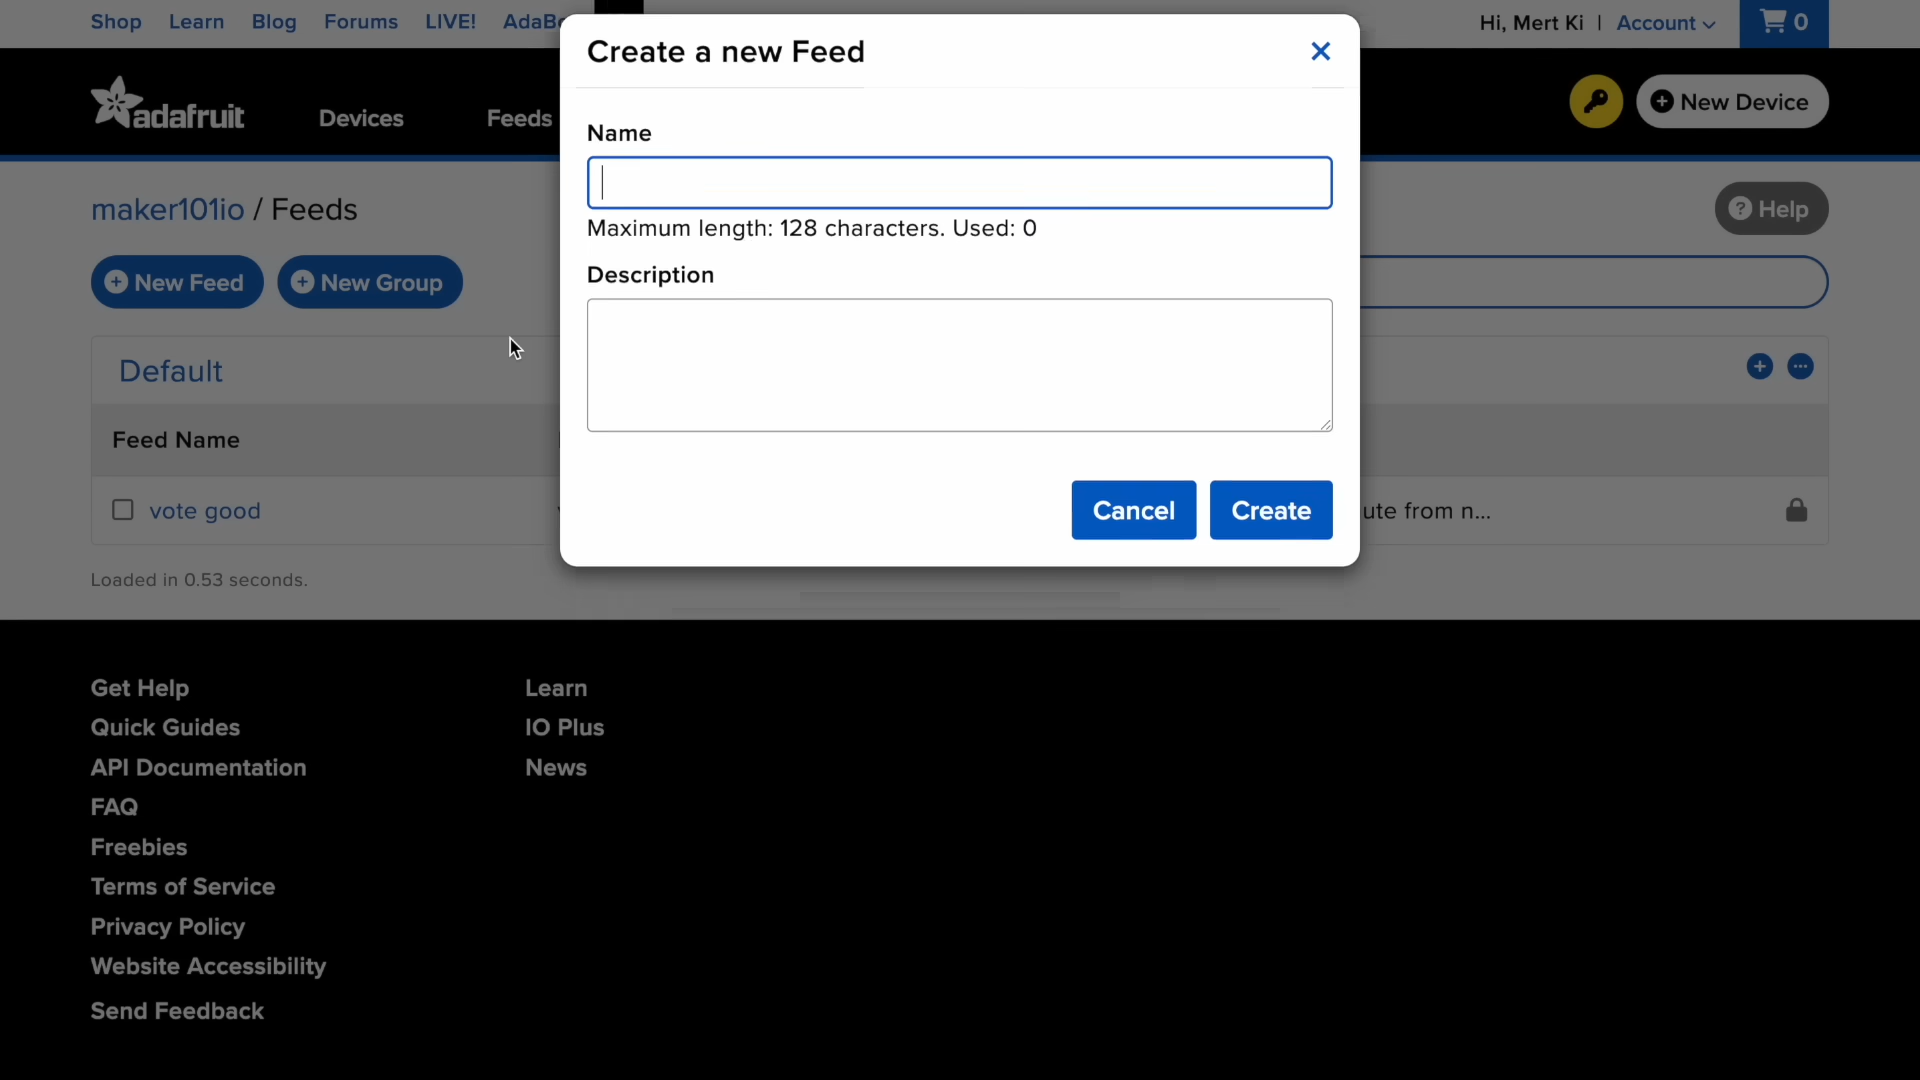 Shop Learn Blog Forums LIVE!
Hi, Mert Ki | Account 0
adafruit Devices Feeds
New Device
Create a new Feed
Name
Maximum length: 128 characters. Used: 0
Description
Cancel Create
maker101io / Feeds
Help
New Feed New Group
Default
Feed Name
vote good
ute from n...
Loaded in 0.53 seconds.
Get Help
Quick Guides
API Documentation
FAQ
Freebies
Terms of Service
Privacy Policy
Website Accessibility
Send Feedback
Learn
IO Plus
News